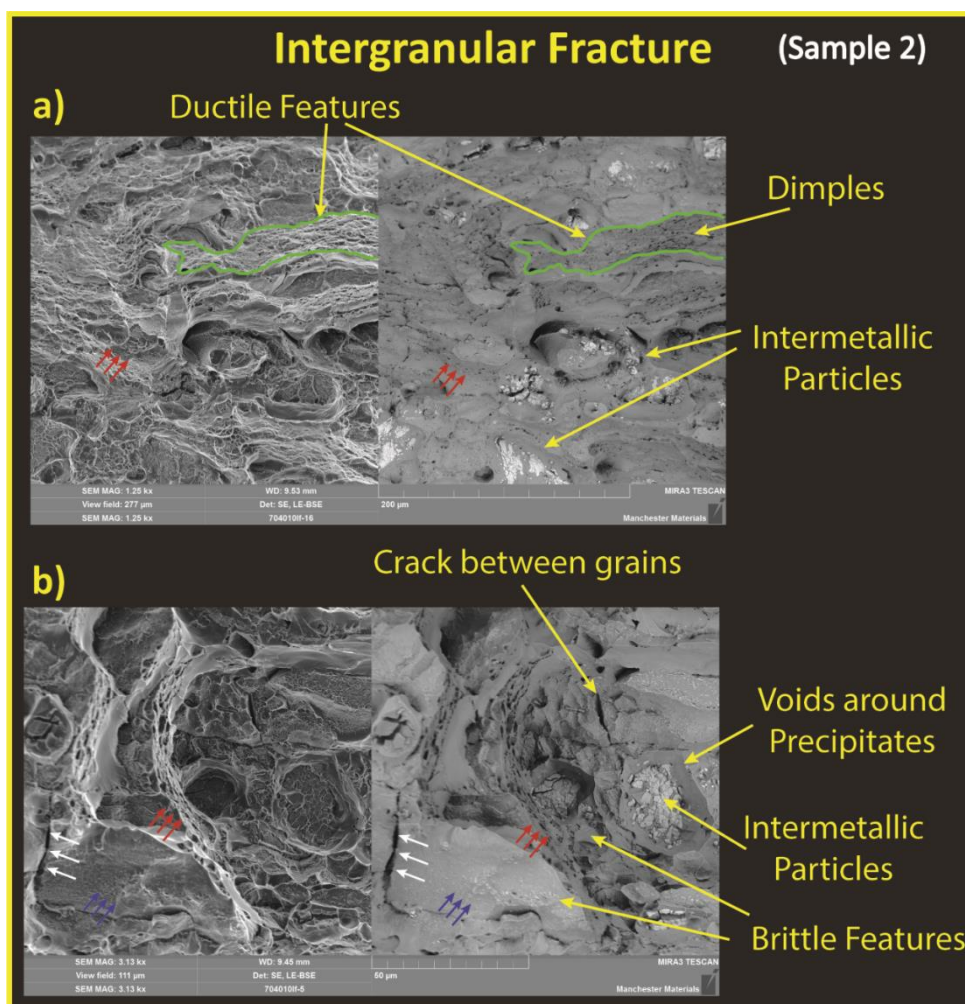 Intergranular Fracture (Sample 2)
a)
Ductile Features
Dimples
Intermetallic
Particles
SEM MAG: 1.25 kx WD: 9.53 mm MIRA3 TESCAN
View field: 277 µm Det: SE, LE-BSE 200 µm
SEM MAG: 1.25 kx 704010lf-16 Manchester Materials
b)
Crack between grains
Voids around
Precipitates
Intermetallic
Particles
Brittle Features
SEM MAG: 3.13 kx WD: 9.45 mm MIRA3 TESCAN
View field: 111 µm Det: SE, LE-BSE 50 µm
SEM MAG: 3.13 kx 704010lf-5 Manchester Materials